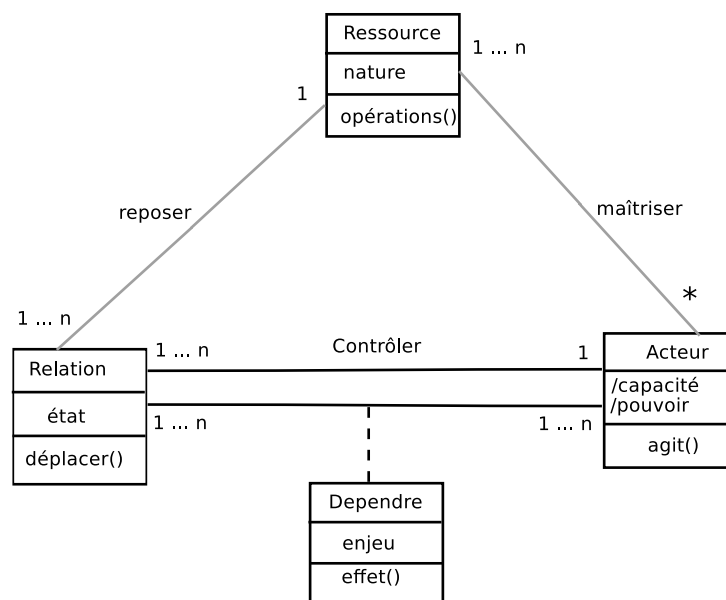 Ressource
1 ... n
nature
1
opérations()
reposer
maîtriser
*
1 ... n
1 ... n
Contrôler
1
Acteur
Relation
/capacité
/pouvoir
état
1 ... n
1 ... n
déplacer()
agit()
Dependre
enjeu
effet()